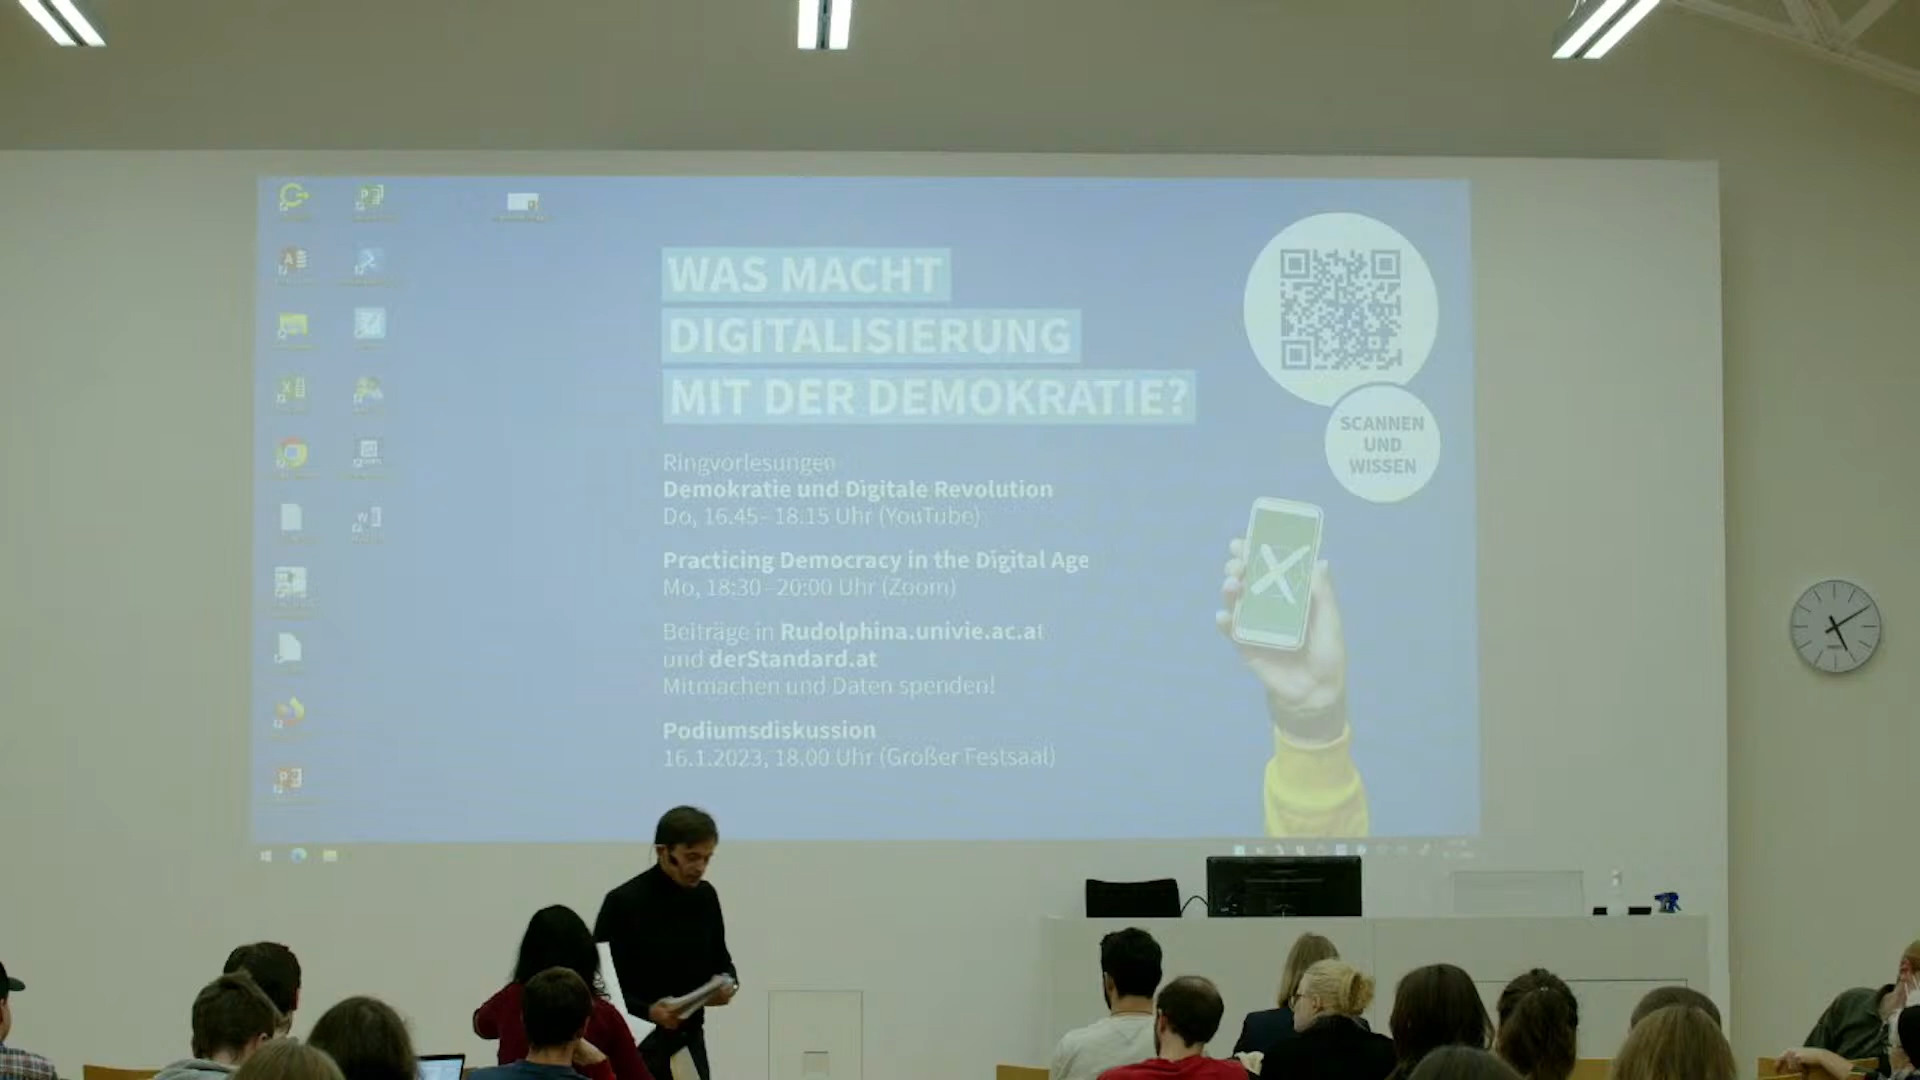 WAS MACHT
DIGITALISIERUNG
MIT DER DEMOKRATIE?
Ringvorlesungen
Demokratie und Digitale Revolution
Do, 16.45- 18.15 Uhr (YouTube)
Practicing Democracy in the Digital Age
Mo, 18:30 - 20:00 Uhr (Zoom)
Beiträge in Rudolphina.univie.ac.at
und derStandard.at
Mitmachen und Daten spenden!
Podiumsdiskussion
16.1.2023, 18.00 Uhr (Großer Festsaal)
SCANNEN
UND
WISSEN